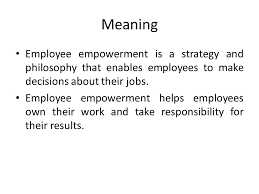 Meaning
• Employee empowerment is a strategy and
philosophy that enables employees to make
decisions about their jobs.
• Employee empowerment helps employees
own their work and take responsibility for
their results.